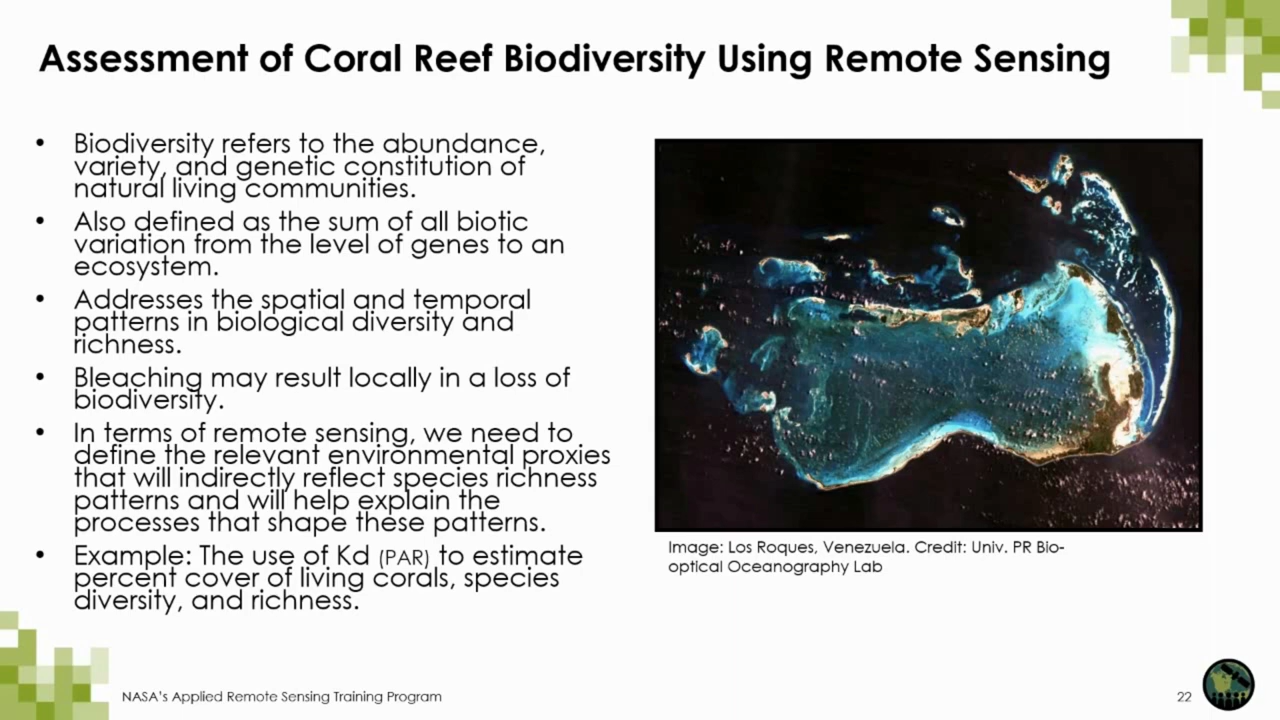 Assessment of Coral Reef Biodiversity Using Remote Sensing
• Biodiversity refers to the abundance,
variety, and genetic constitution of
natural living communities.
• Also defined as the sum of all biotic
variation from the level of genes to an
ecosystem.
• Addresses the spatial and temporal
patterns in biological diversity and
richness.
• Bleaching may result locally in a loss of
biodiversity.
• In terms of remote sensing, we need to
define the relevant environmental proxies
that will indirectly reflect species richness
patterns and will help explain the
processes that shape these patterns.
• Example: The use of Kd (PAR) to estimate
percent cover of living corals, species
diversity, and richness.
Image: Los Roques, Venezuela. Credit: Univ. PR Bio-
optical Oceanography Lab
NASA's Applied Remote Sensing Training Program
22